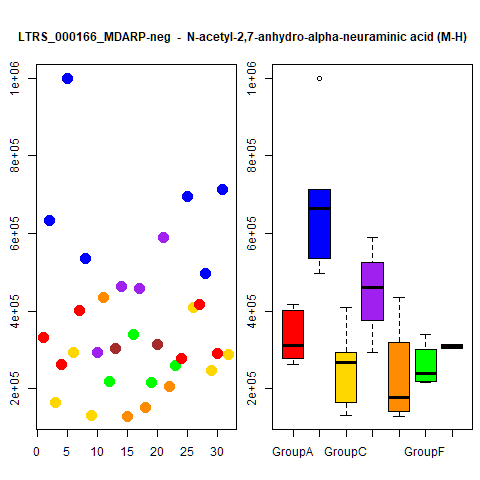 LTRS_000166_MDARP-neg - N-acetyl-2,7-anhydro-alpha-neuraminic acid (M-H)
1e+06
8e+05
6e+05
4e+05
2e+05
0 5 10 15 20 25 30
1e+06
8e+05
6e+05
4e+05
2e+05
GroupA GroupC GroupF